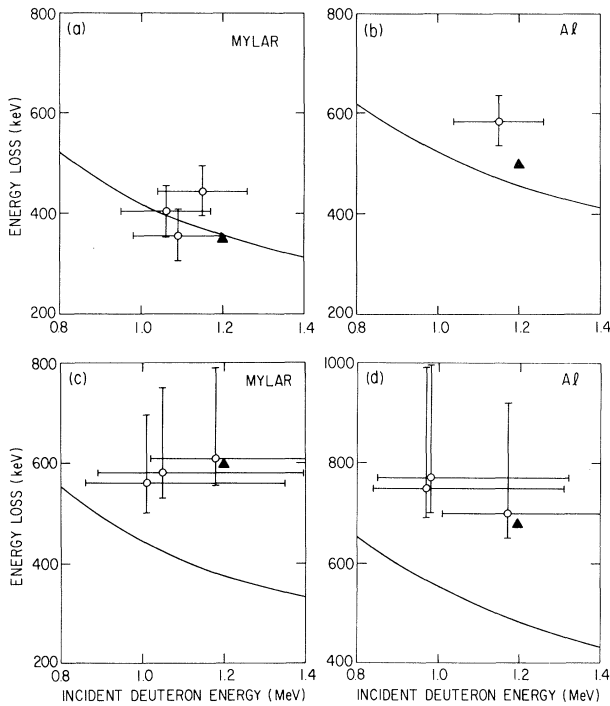 800
(a)
MYLAR
600
400
200
0.8
1.0
1.2
1.4
ENERGY LOSS (keV)
800
(b)
Aℓ
600
400
200
0.8
1.0
1.2
1.4
800
(c)
MYLAR
600
400
200
0.8
1.0
1.2
1.4
ENERGY LOSS (keV)
INCIDENT DEUTERON ENERGY (MeV)
1000
(d)
Aℓ
800
600
400
0.8
1.0
1.2
1.4
INCIDENT DEUTERON ENERGY (MeV)